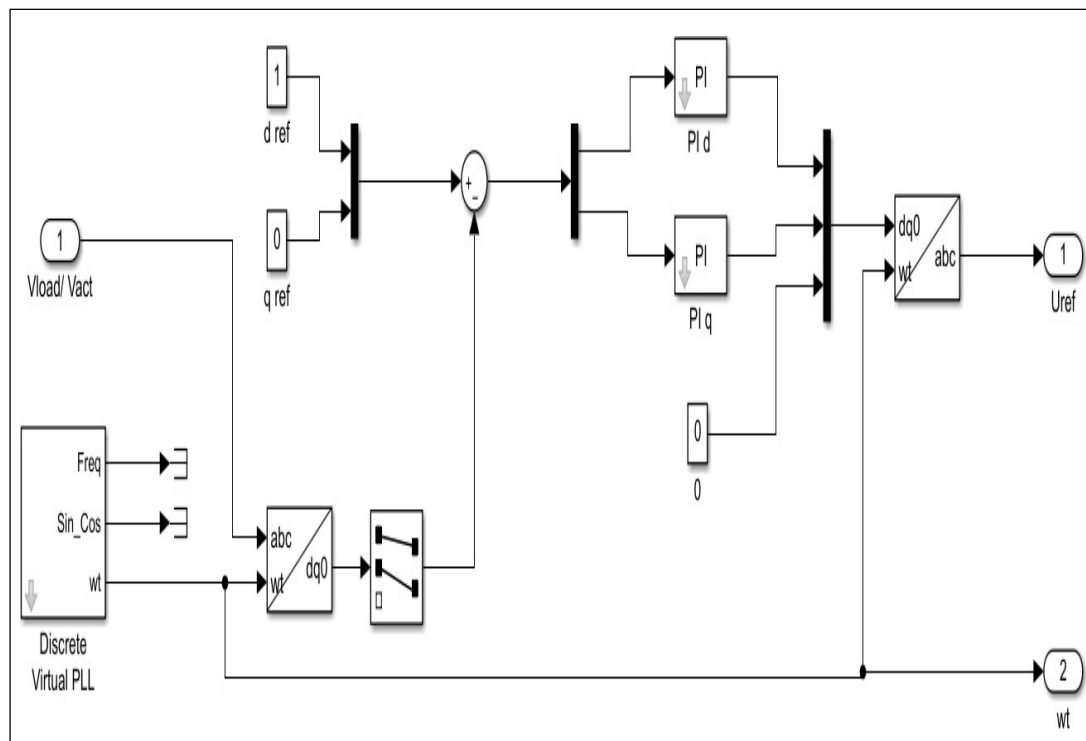 1
d ref
0
q ref
+
_
PI
PI d
PI
PI q
0
0
dq0
wt
abc
1
Uref
1
Vload/ Vact
Freq
Sin_Cos
wt
Discrete
Virtual PLL
abc
wt
dq0
2
wt